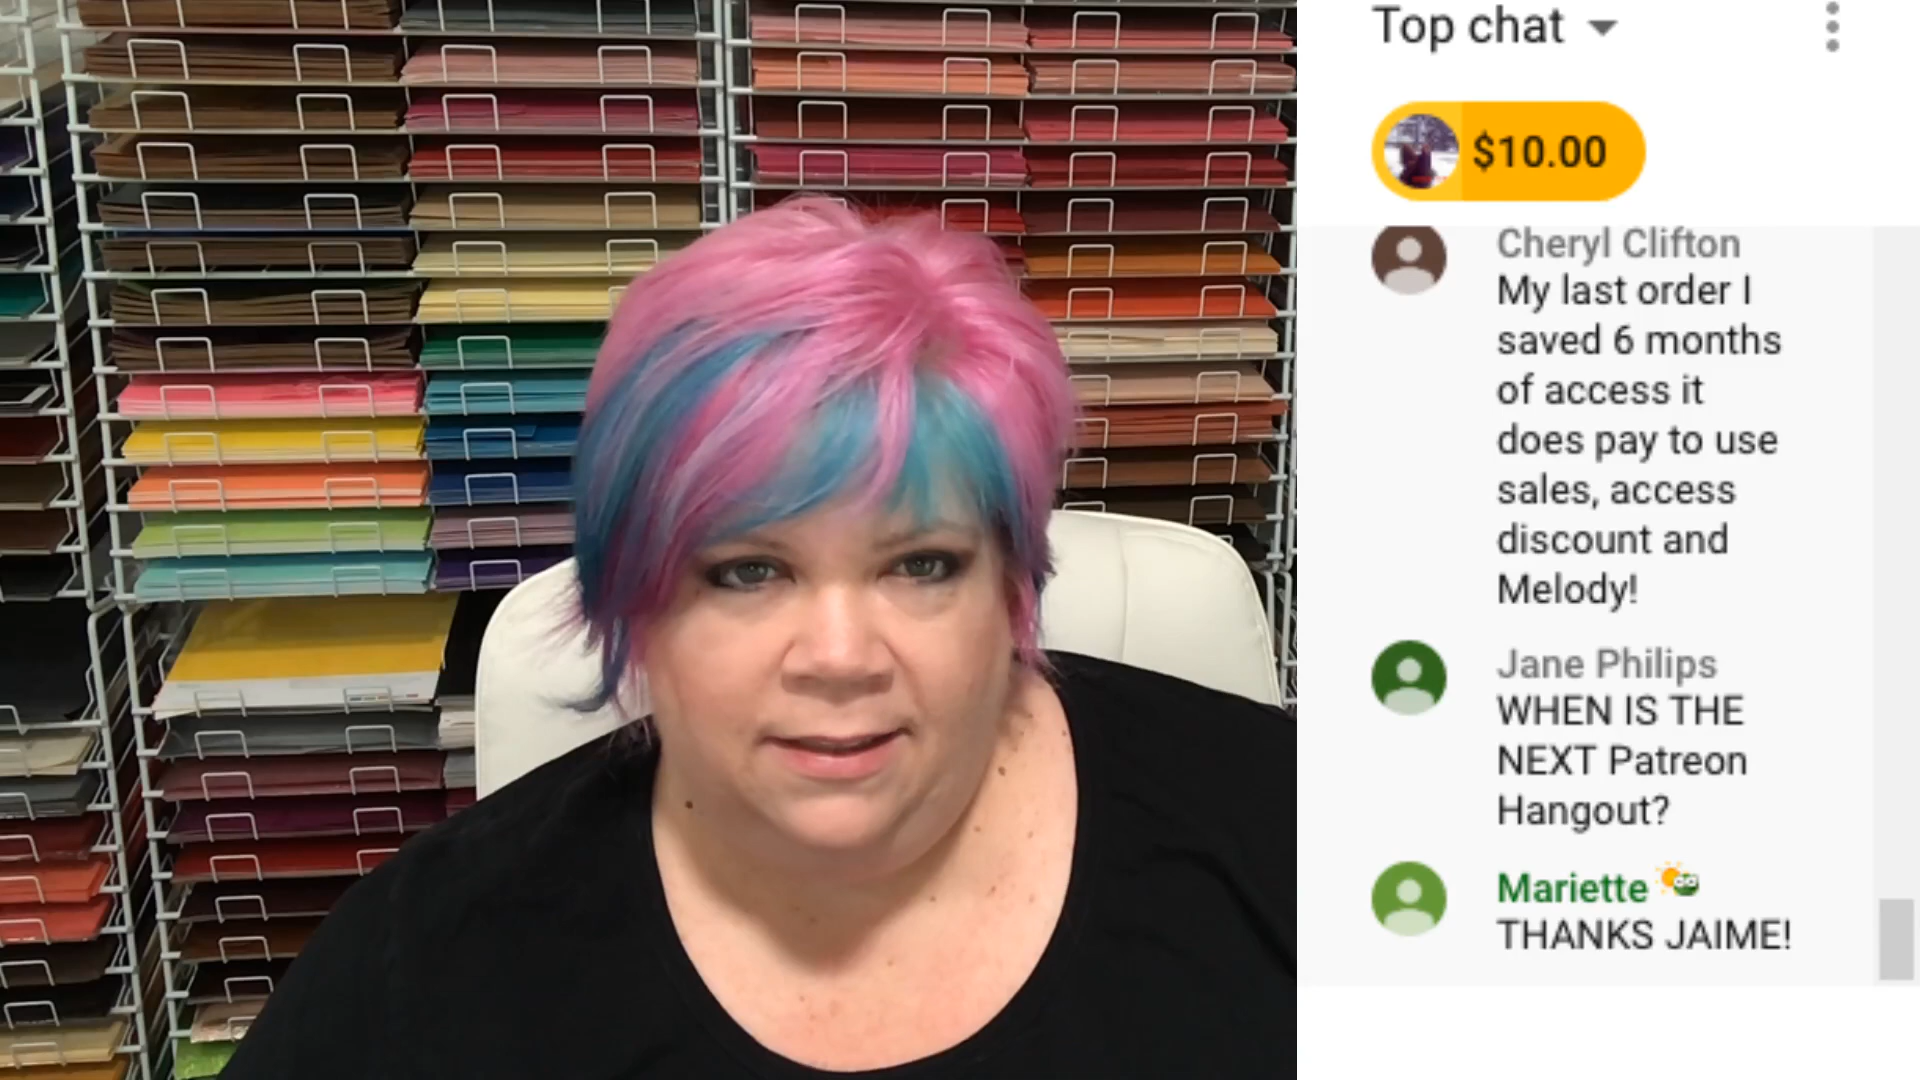 Top chat
$10.00
Cheryl Clifton
My last order I
saved 6 months
of access it
does pay to use
sales, access
discount and
Melody!
Jane Philips
WHEN IS THE
NEXT Patreon
Hangout?
Mariette
THANKS JAIME!